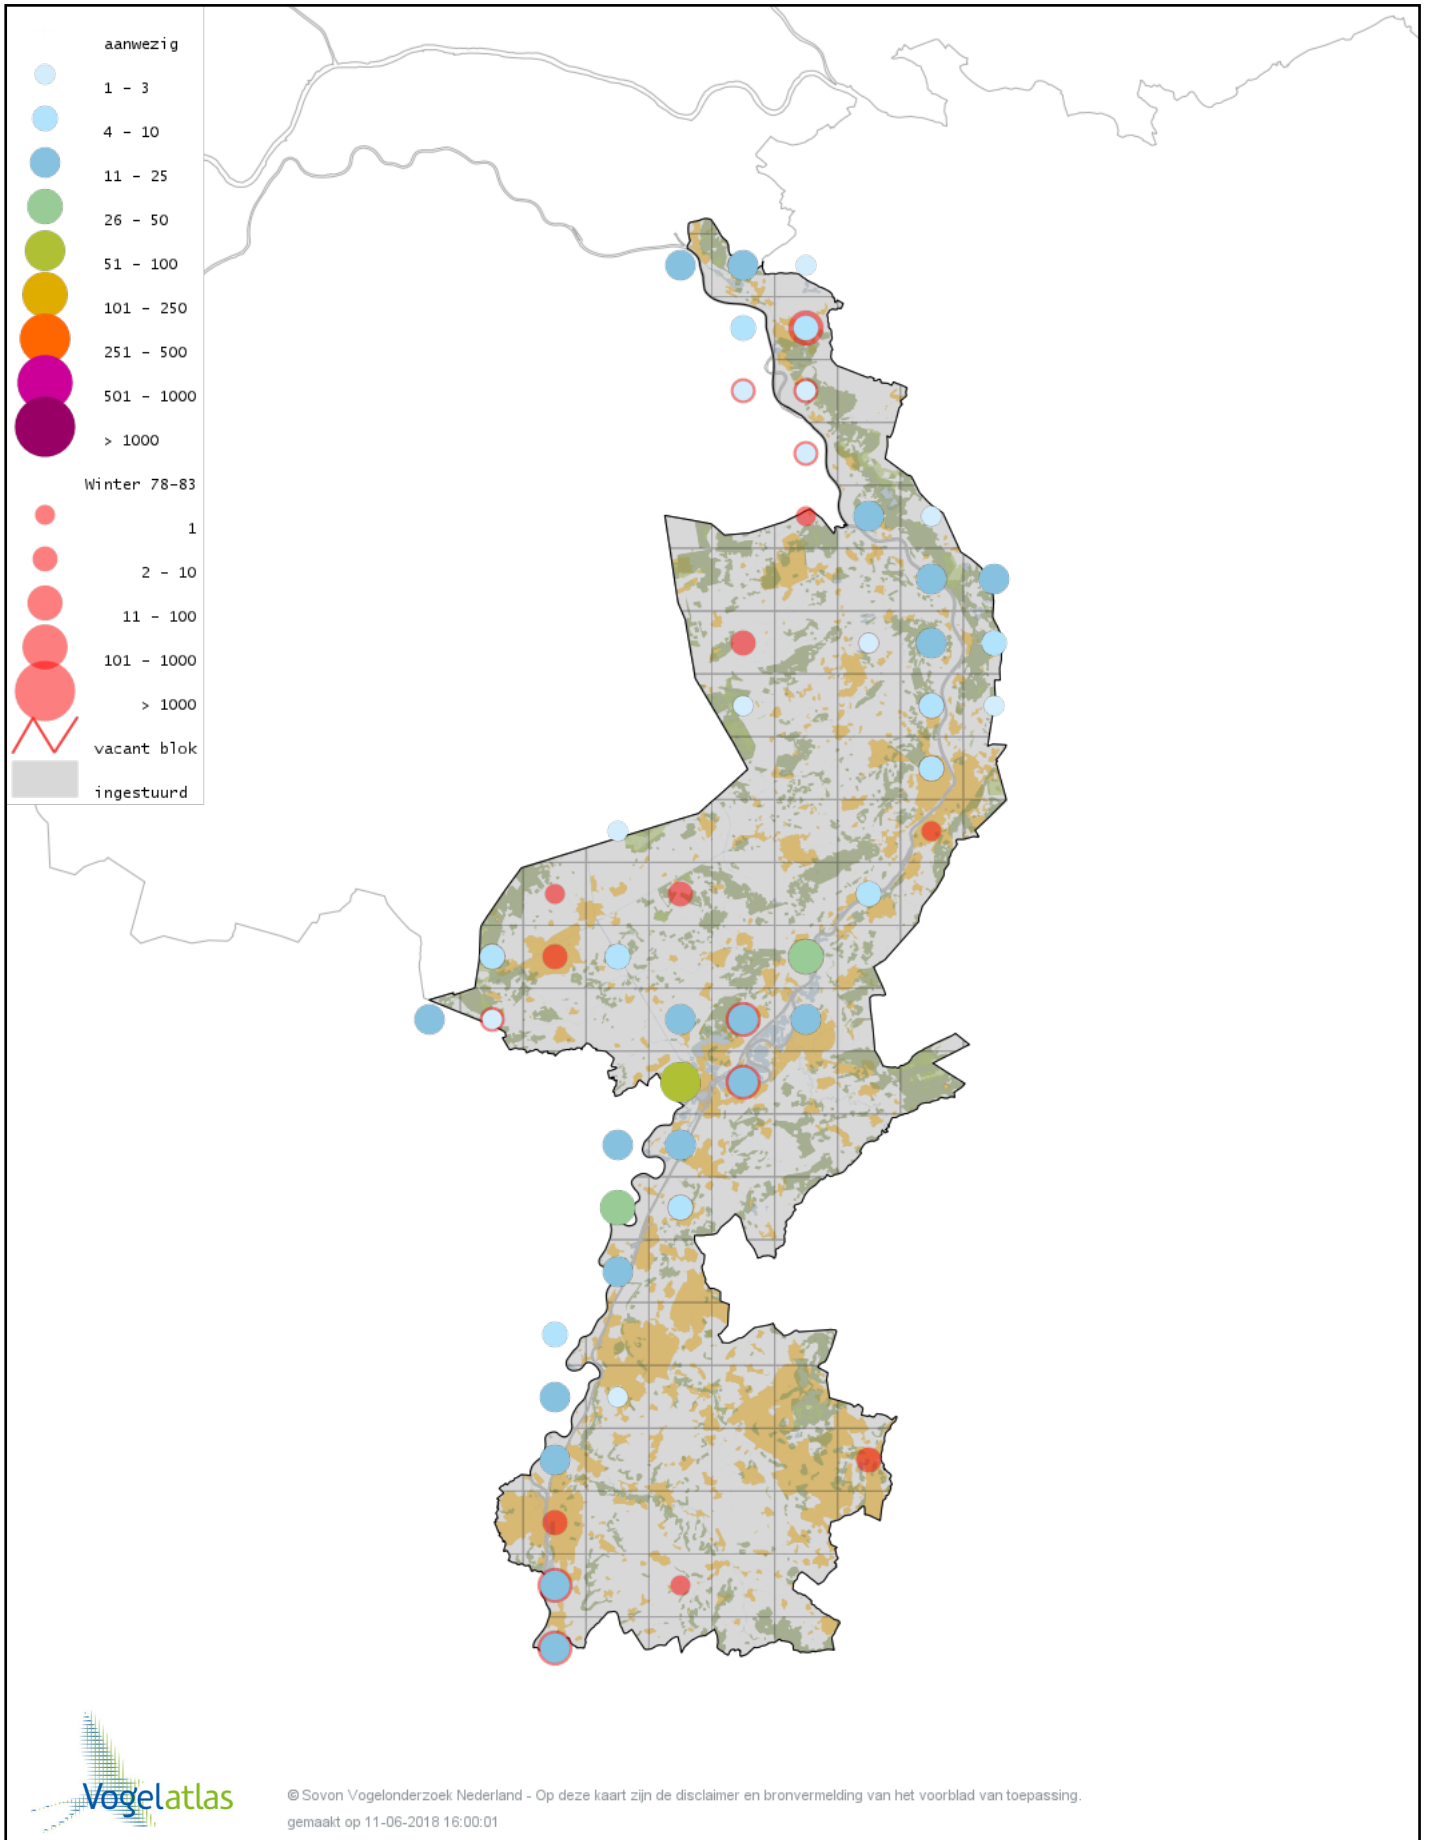 aanwezig
1 - 3
4 - 10
11 - 25
26 - 50
51 - 100
101 - 250
251 - 500
501 - 1000
> 1000
Winter 78-83
1
2 - 10
11 - 100
101 - 1000
> 1000
vacant blok
ingestuurd
Vogelatlas
© Sovon Vogelonderzoek Nederland - Op deze kaart zijn de disclaimer en bronvermelding van het voorblad van toepassing.
gemaakt op 11-06-2018 16:00:01